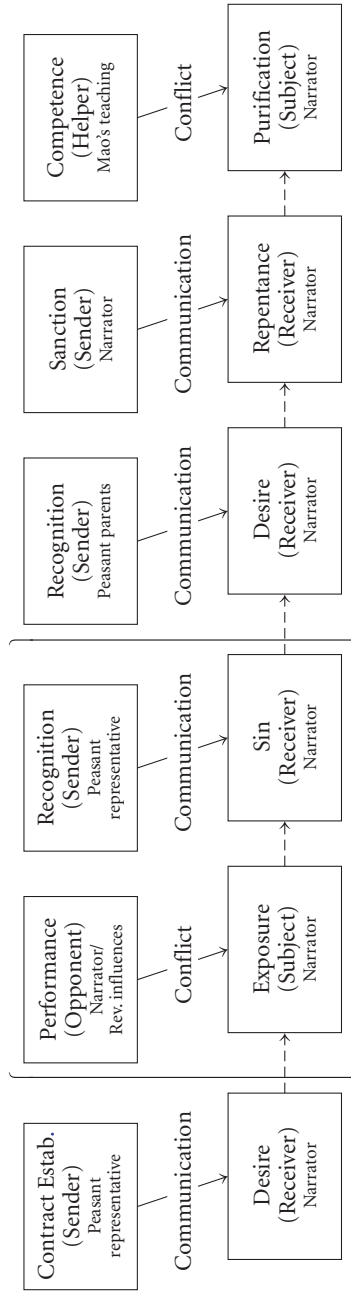 Contract Estab.
(Sender)
Peasant
representative
Communication
Desire
(Receiver)
Narrator
Performance
(Opponent)
Narrator/
Rev. influences
Conflict
Exposure
(Subject)
Narrator
Recognition
(Sender)
Peasant
representative
Communication
Sin
(Receiver)
Narrator
Recognition
(Sender)
Peasant parents
Communication
Desire
(Receiver)
Narrator
Sanction
(Sender)
Narrator
Communication
Repentance
(Receiver)
Narrator
Competence
(Helper)
Mao's teaching
Conflict
Purification
(Subject)
Narrator